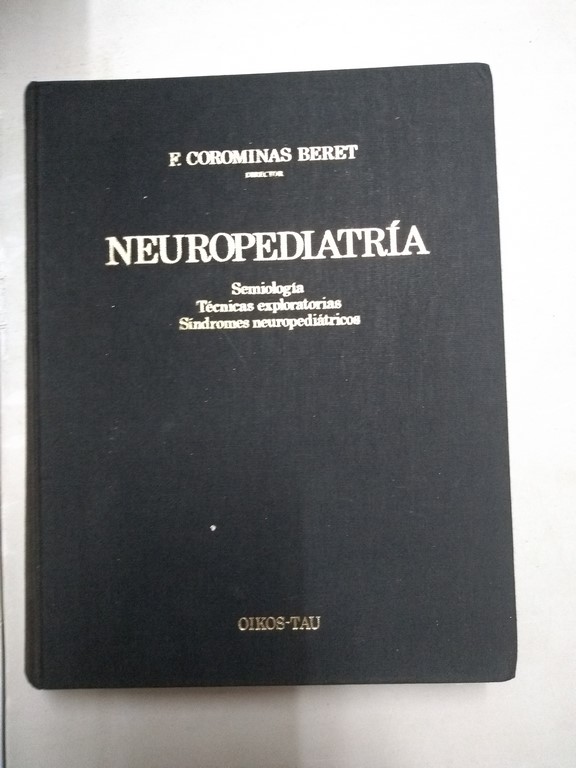 F. COROMINAS BERET
DIRECTOR
NEUROPEDIATRÍA
Semiología
Técnicas exploratorias
Síndromes neuropediátricos
OIKOS-TAU